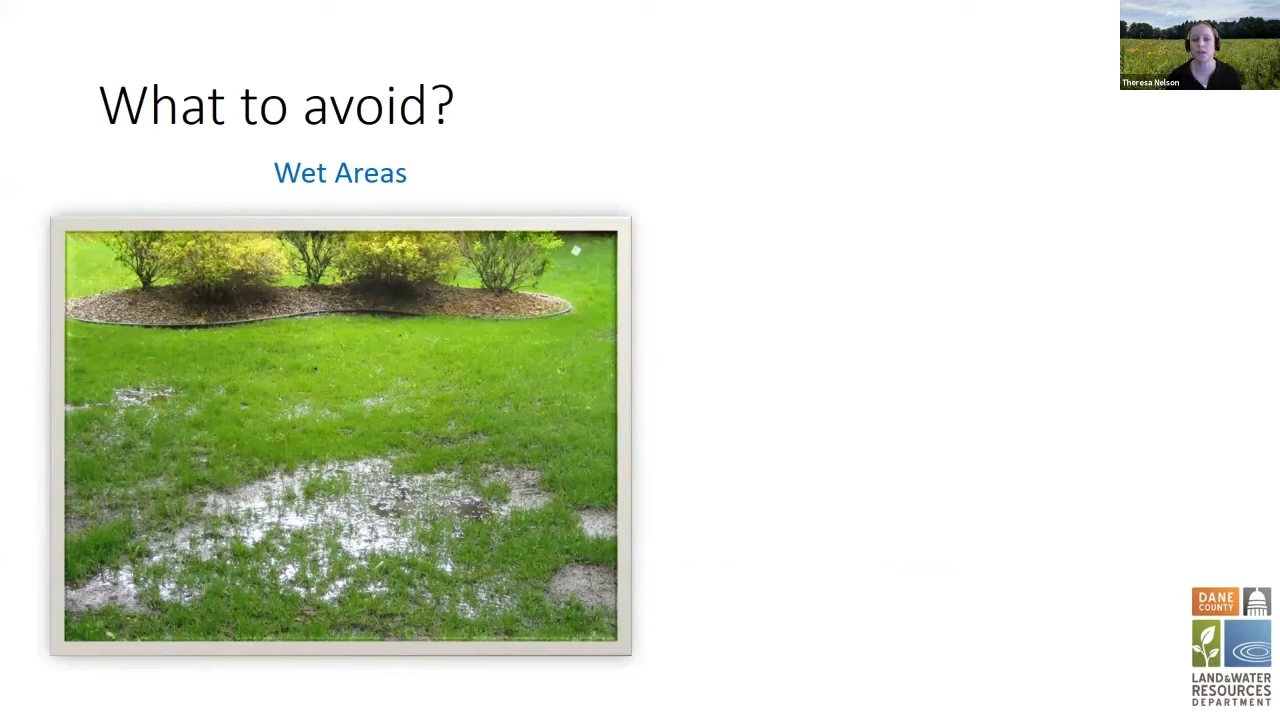 Theresa Nelson
What to avoid?
Wet Areas
DANE
COUNTY
LAND&WATER
RESOURCES
DEPARTMENT